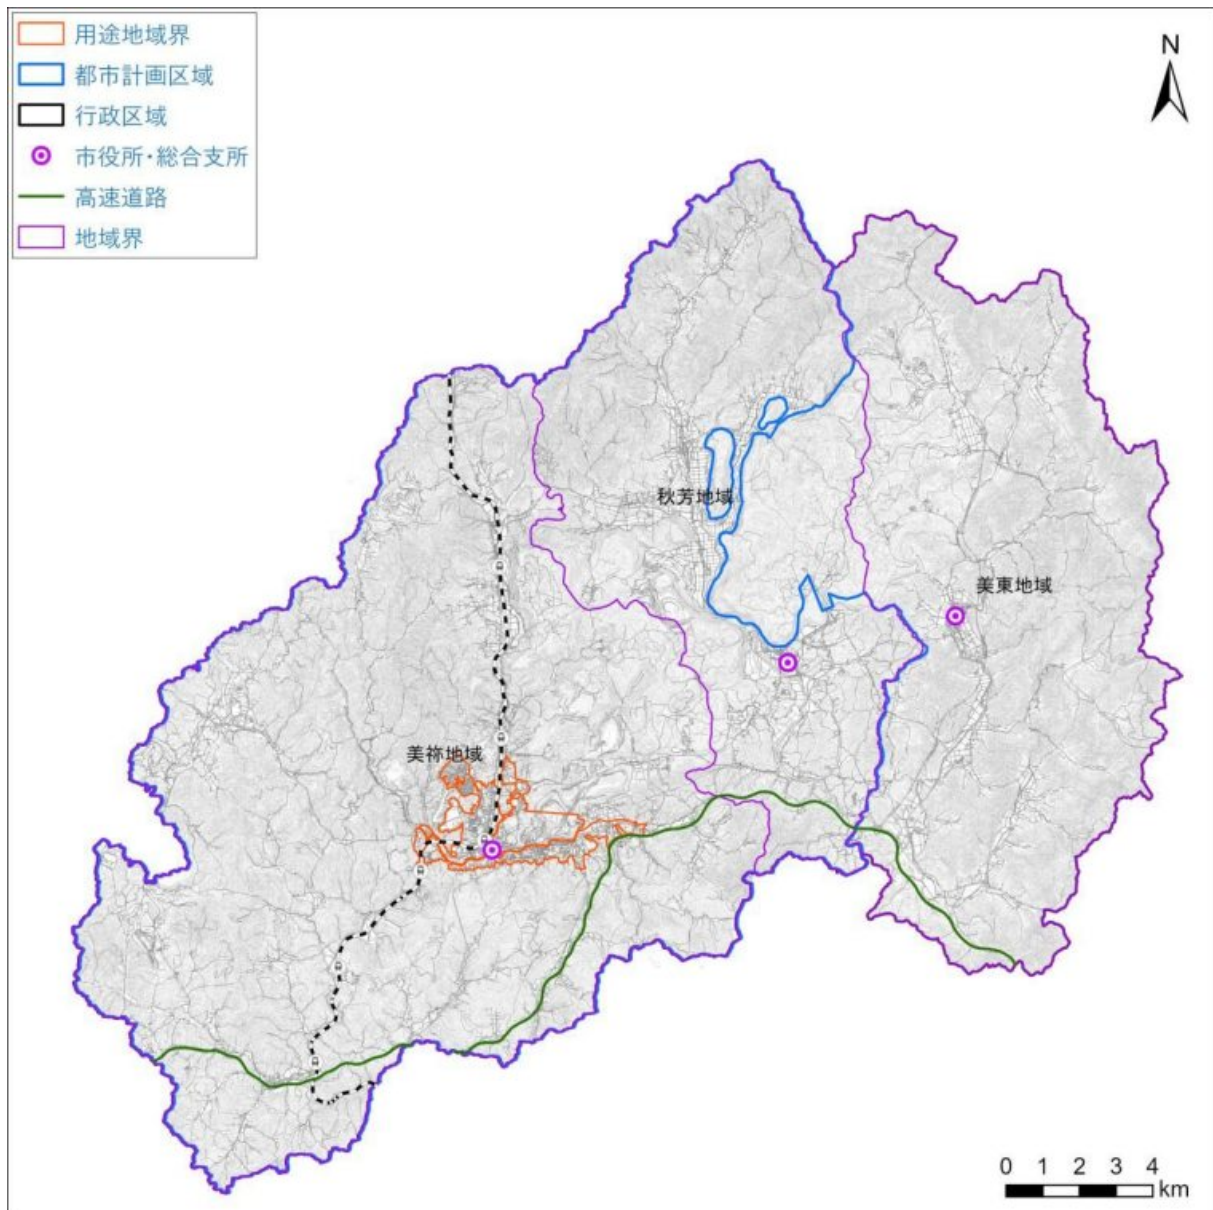 用途地域界
都市計画区域
行政区域
市役所・総合支所
高速道路
地域界
N
秋芳地域
美東地域
美祢地域
0 1 2 3 4
km